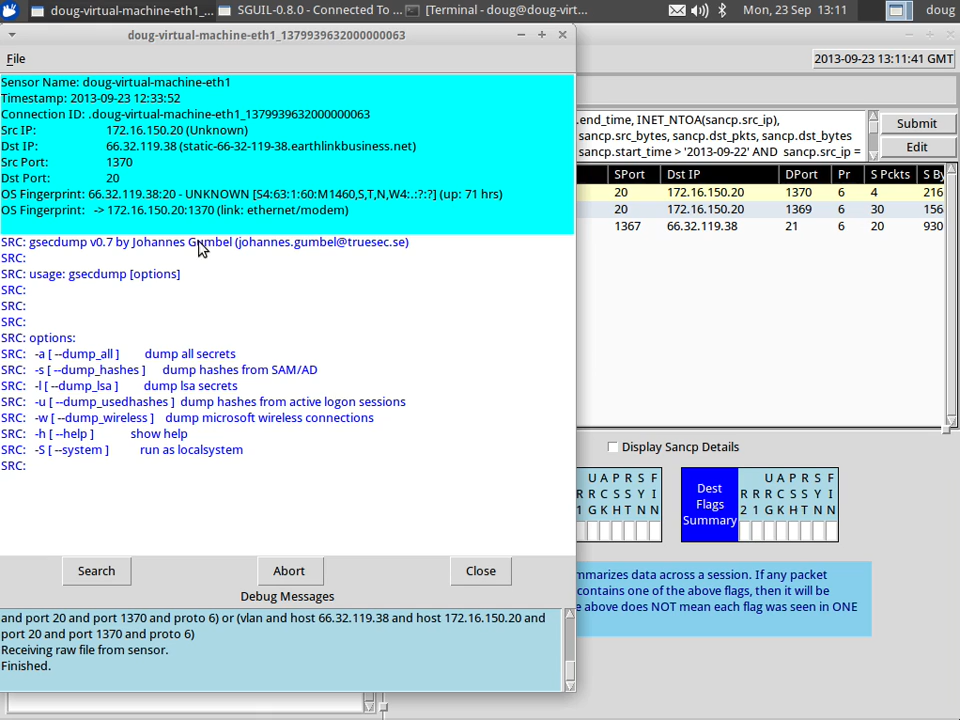 doug-virtual-machine-eth1_...
SGUIL-0.8.0 - Connected To ...
[Terminal - doug@doug-virt...
Mon, 23 Sep 13:11
doug
doug-virtual-machine-eth1_1379939632000000063
File
Sensor Name: doug-virtual-machine-eth1
Timestamp: 2013-09-23 12:33:52
Connection ID: .doug-virtual-machine-eth1_1379939632000000063
Src IP: 172.16.150.20 (Unknown)
Dst IP: 66.32.119.38 (static-66-32-119-38.earthlinkbusiness.net)
Src Port: 1370
Dst Port: 20
OS Fingerprint: 66.32.119.38:20 - UNKNOWN [S4:63:1:60:M1460,S,T,N,W4:.:?:?] (up: 71 hrs)
OS Fingerprint: -> 172.16.150.20:1370 (link: ethernet/modem)
SRC: gsecdump v0.7 by Johannes Gumbel (johannes.gumbel@truesec.se)
SRC:
SRC: usage: gsecdump [options]
SRC:
SRC:
SRC:
SRC: options:
SRC: -a [ --dump_all ] dump all secrets
SRC: -s [ --dump_hashes ] dump hashes from SAM/AD
SRC: -l [ --dump_lsa ] dump lsa secrets
SRC: -u [ --dump_usedhashes ] dump hashes from active logon sessions
SRC: -w [ --dump_wireless ] dump microsoft wireless connections
SRC: -h [ --help ] show help
SRC: -S [ --system ] run as localsystem
SRC:
Search
Abort
Close
Debug Messages
and port 20 and port 1370 and proto 6) or (vlan and host 66.32.119.38 and host 172.16.150.20 and
port 20 and port 1370 and proto 6)
Receiving raw file from sensor.
Finished.
2013-09-23 13:11:41 GMT
.end_time, INET_NTOA(sancp.src_ip),
sancp.src_bytes, sancp.dst_pkts, sancp.dst_bytes
sancp.start_time > '2013-09-22' AND sancp.src_ip =
Submit
Edit
SPort Dst IP DPort Pr S Pckts S By
20 172.16.150.20 1370 6 4 216
20 172.16.150.20 1369 6 30 156
1367 66.32.119.38 21 6 20 930
Display Sancp Details
U A P R S F
R R C S S Y I
1 G K H T N N
Dest
Flags
Summary
U A P R S F
R R R C S S Y I
2 1 G K H T N N
mmarizes data across a session. If any packet
contains one of the above flags, then it will be
e above does NOT mean each flag was seen in ONE